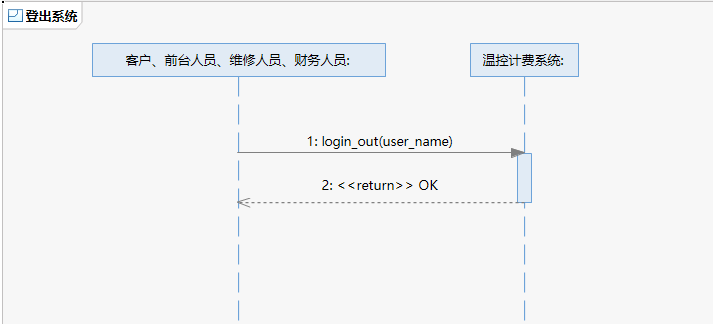 登出系统
客户、前台人员、维修人员、财务人员:
温控计费系统:
1: login_out(user_name)
2: <<return>> OK